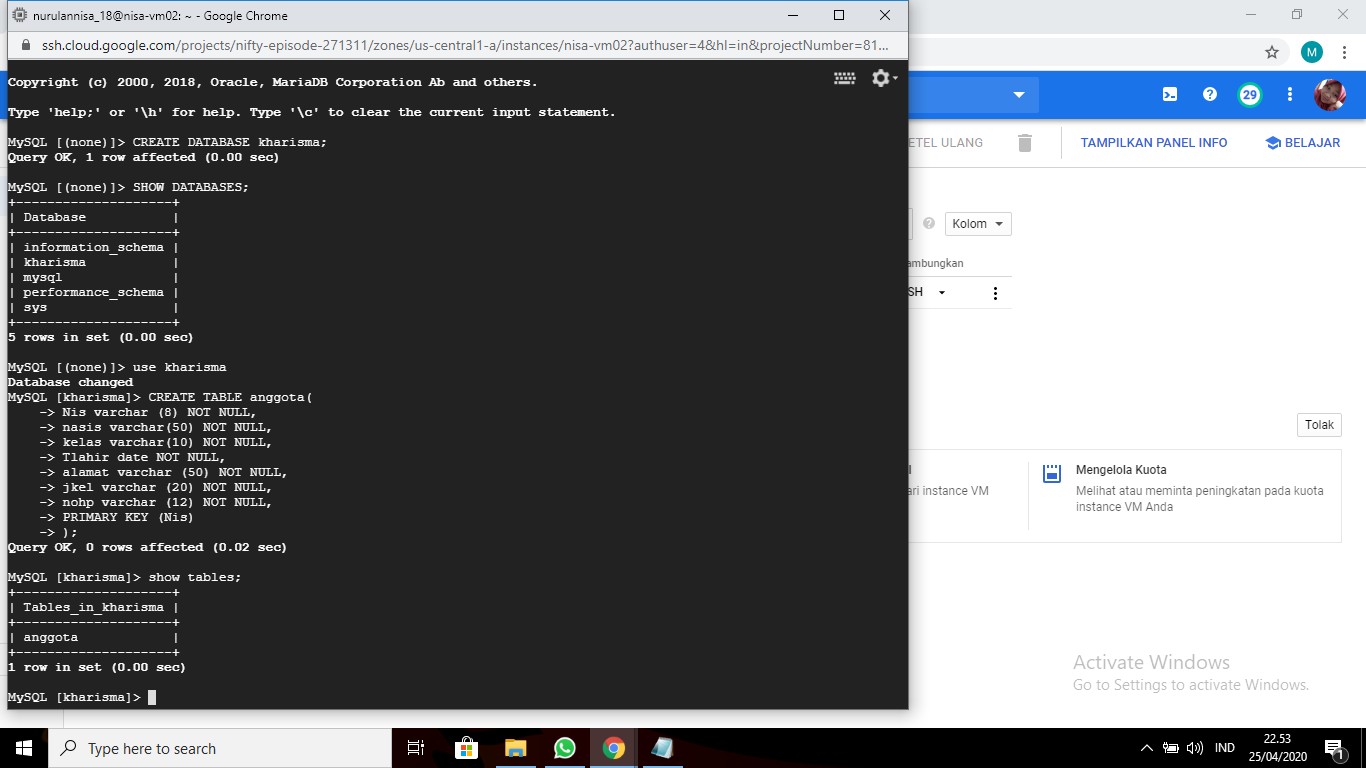 nurulannisa_18@nisa-vm02: ~ - Google Chrome
ssh.cloud.google.com/projects/nifty-episode-271311/zones/us-central1-a/instances/nisa-vm02?authuser=4&hl=in&projectNumber=81...
Copyright (c) 2000, 2018, Oracle, MariaDB Corporation Ab and others.
Type 'help;' or '\h' for help. Type '\c' to clear the current input statement.
MySQL [(none)]> CREATE DATABASE kharisma;
Query OK, 1 row affected (0.00 sec)
MySQL [(none)]> SHOW DATABASES;
+--------------------+
| Database           |
+--------------------+
| information_schema |
| kharisma           |
| mysql              |
| performance_schema |
| sys                |
+--------------------+
5 rows in set (0.00 sec)
MySQL [(none)]> use kharisma
Database changed
MySQL [kharisma]> CREATE TABLE anggota(
    -> Nis varchar (8) NOT NULL,
    -> nasis varchar(50) NOT NULL,
    -> kelas varchar(10) NOT NULL,
    -> Tlahir date NOT NULL,
    -> alamat varchar (50) NOT NULL,
    -> jkel varchar (20) NOT NULL,
    -> nohp varchar (12) NOT NULL,
    -> PRIMARY KEY (Nis)
    -> );
Query OK, 0 rows affected (0.02 sec)
MySQL [kharisma]> show tables;
+--------------------+
| Tables_in_kharisma |
+--------------------+
| anggota            |
+--------------------+
1 row in set (0.00 sec)
MySQL [kharisma]>
M
29
ETEL ULANG
TAMPILKAN PANEL INFO
BELAJAR
Kolom
ambungkan
SH
Tolak
ari instance VM
Mengelola Kuota
Melihat atau meminta peningkatan pada kuota
instance VM Anda
Activate Windows
Go to Settings to activate Windows.
Type here to search
IND
22.53
25/04/2020
1